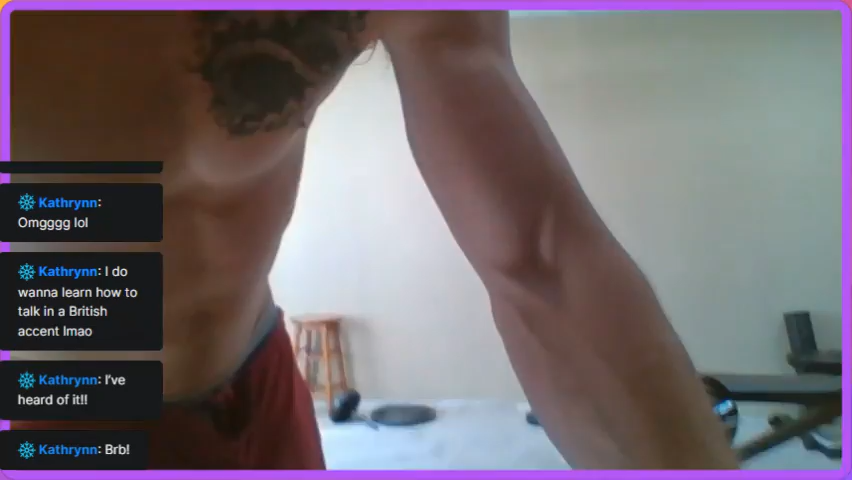 Kathrynn:
Omgggg lol
Kathrynn: I do
wanna learn how to
talk in a British
accent lmao
Kathrynn: I've
heard of it!!
Kathrynn: Brb!